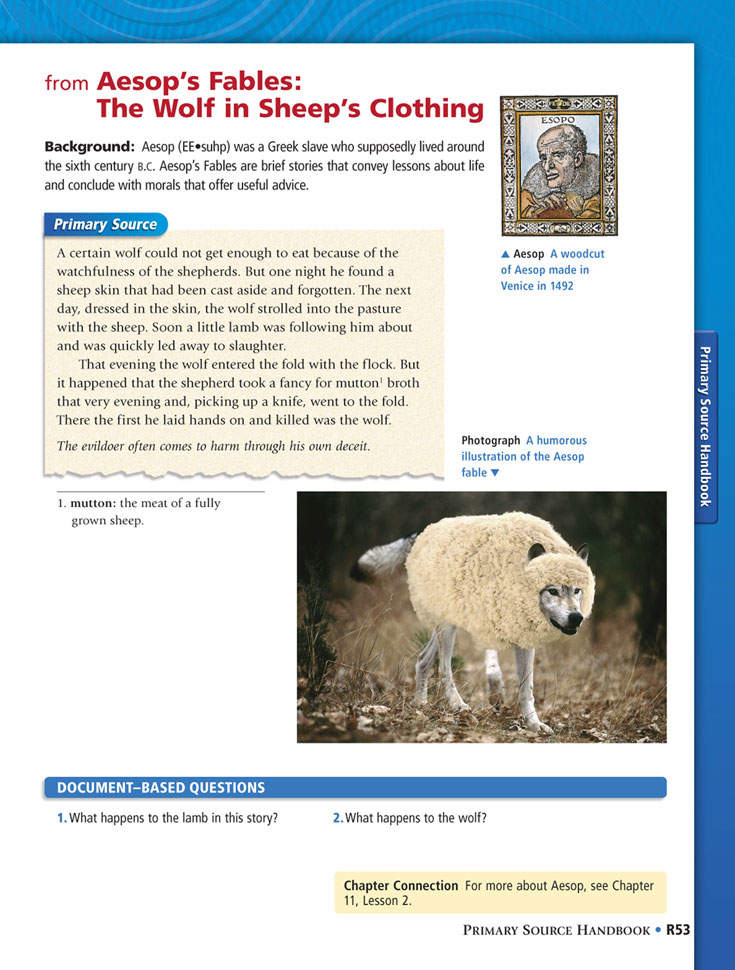 from Aesop's Fables:
The Wolf in Sheep's Clothing
Background: Aesop (EE•suhp) was a Greek slave who supposedly lived around
the sixth century B.C. Aesop's Fables are brief stories that convey lessons about life
and conclude with morals that offer useful advice.
ESOPO
▲ Aesop A woodcut
of Aesop made in
Venice in 1492
Primary Source
A certain wolf could not get enough to eat because of the
watchfulness of the shepherds. But one night he found a
sheep skin that had been cast aside and forgotten. The next
day, dressed in the skin, the wolf strolled into the pasture
with the sheep. Soon a little lamb was following him about
and was quickly led away to slaughter.
That evening the wolf entered the fold with the flock. But
it happened that the shepherd took a fancy for mutton¹ broth
that very evening and, picking up a knife, went to the fold.
There the first he laid hands on and killed was the wolf.
The evildoer often comes to harm through his own deceit.
Photograph A humorous
illustration of the Aesop
fable ▼
1. mutton: the meat of a fully
grown sheep.
DOCUMENT–BASED QUESTIONS
1. What happens to the lamb in this story?
2. What happens to the wolf?
Chapter Connection For more about Aesop, see Chapter
11, Lesson 2.
PRIMARY SOURCE HANDBOOK • R53
Primary Source Handbook